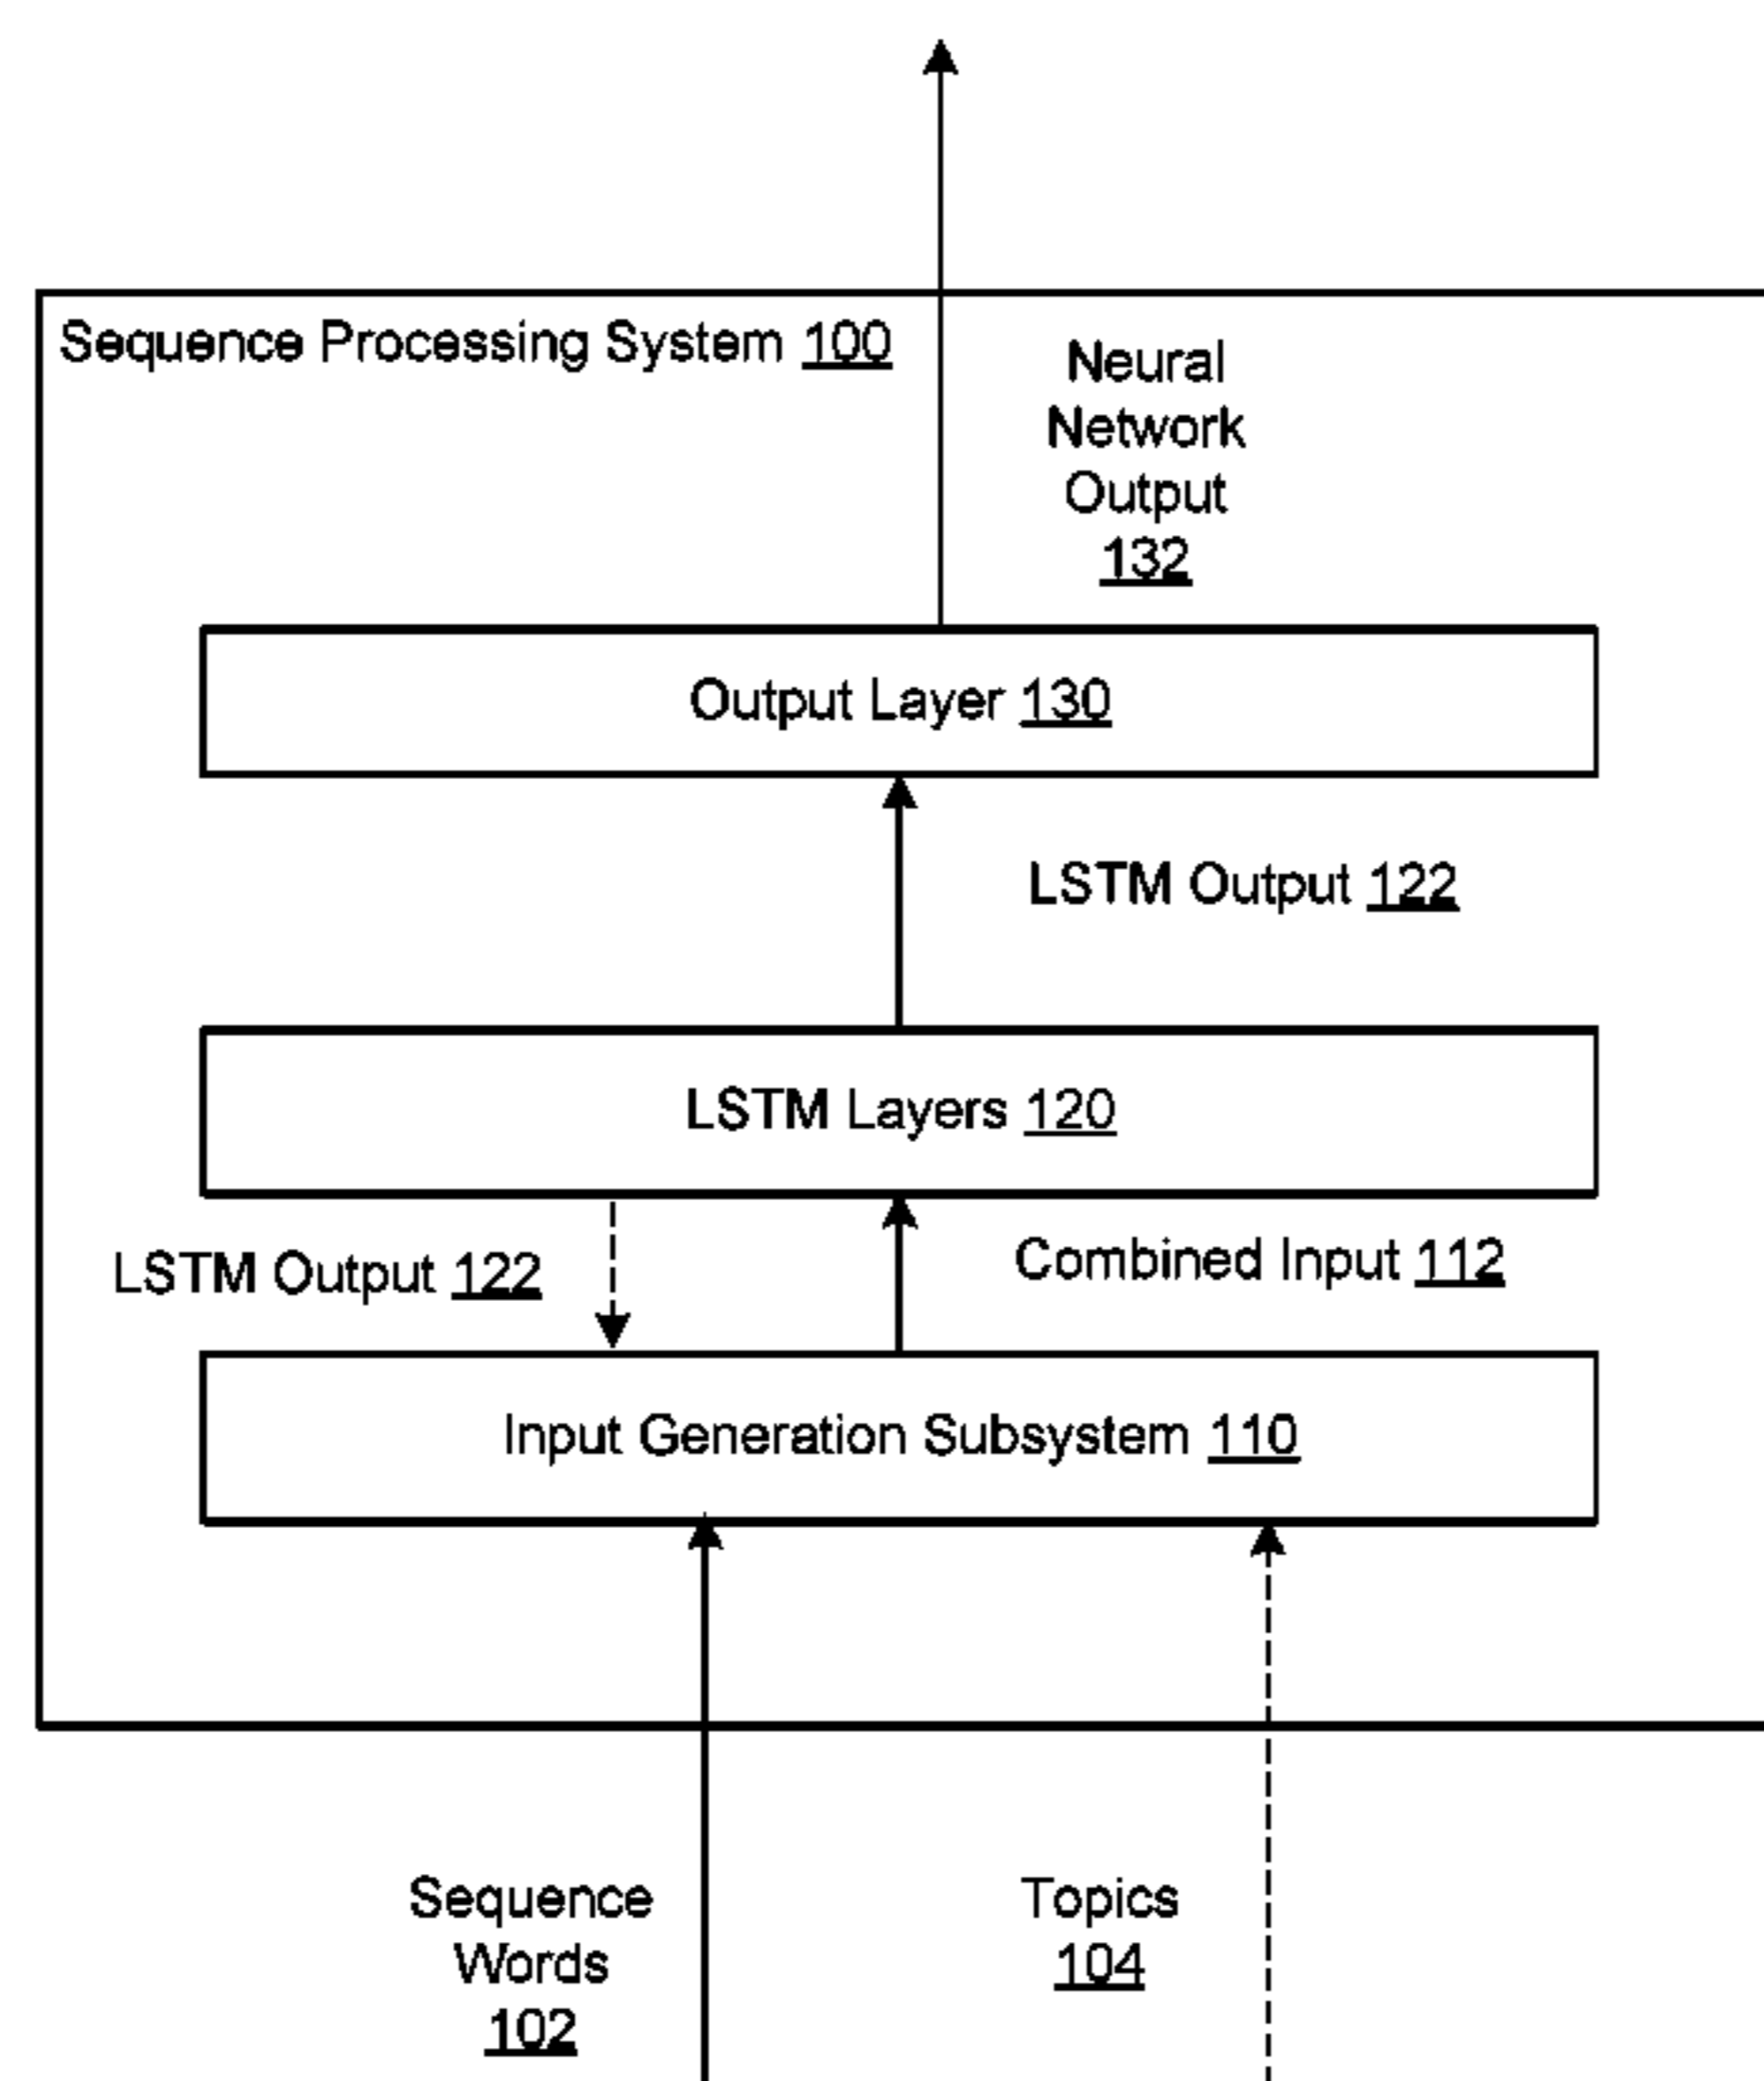 Sequence Processing System 100
Neural
Network
Output
132
Output Layer 130
LSTM Output 122
LSTM Layers 120
LSTM Output 122
Combined Input 112
Input Generation Subsystem 110
Sequence
Words
102
Topics
104